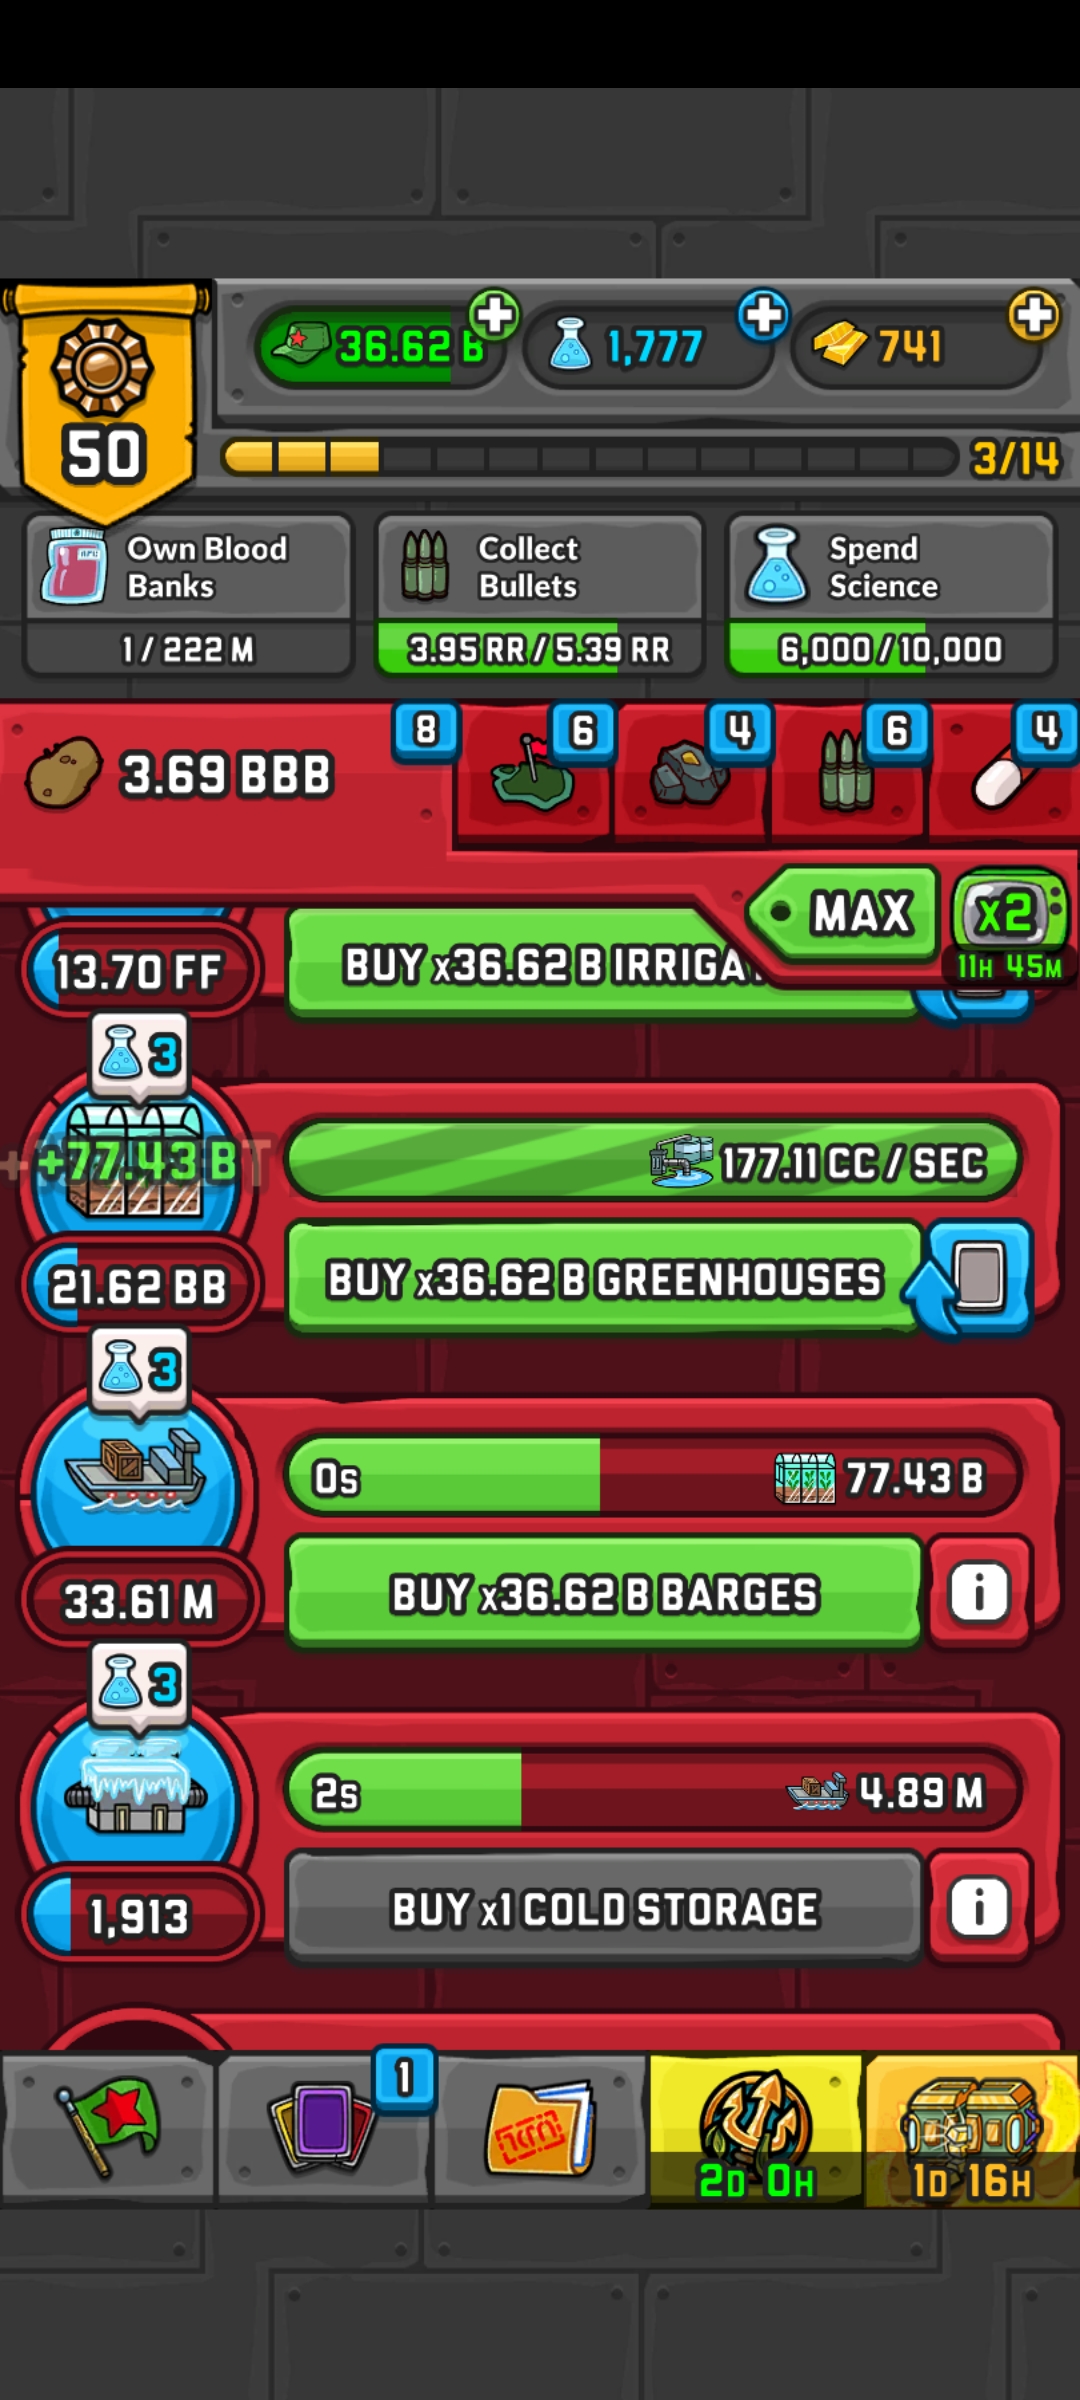 36.62 B
1,777
741
50
3/14
Own Blood
Banks
1 / 222 M
Collect
Bullets
3.95 RR / 5.39 RR
Spend
Science
6,000 / 10,000
3.69 BBB
8
6
4
6
4
MAX
x2
11H 45M
13.70 FF
BUY x36.62 B IRRIGA
3
+77.43 B
177.11 CC / SEC
21.62 BB
BUY x36.62 B GREENHOUSES
3
0s
77.43 B
33.61 M
BUY x36.62 B BARGES
i
3
2s
4.89 M
1,913
BUY x1 COLD STORAGE
i
1
2D 0H
1D 16H